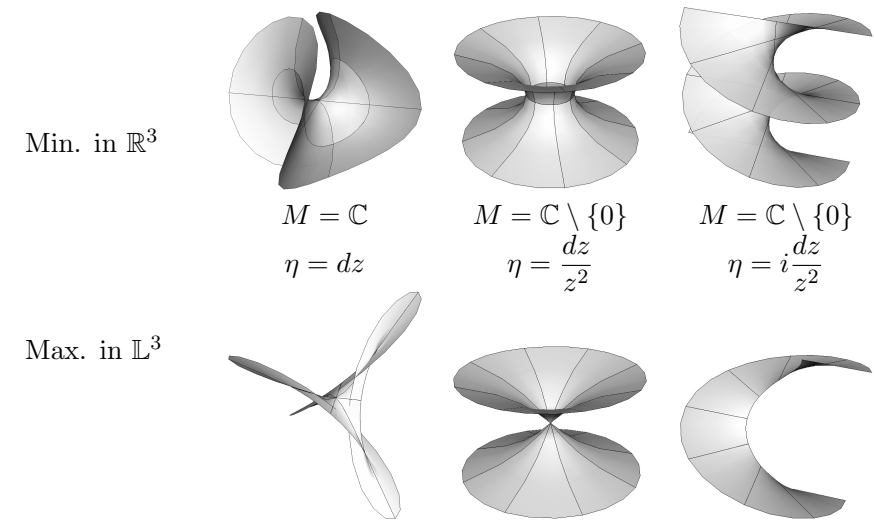 Min. in ℝ³
M = ℂ M = ℂ \ {0} M = ℂ \ {0}
η = dz η = dz/z² η = i dz/z²
Max. in 𝕃³